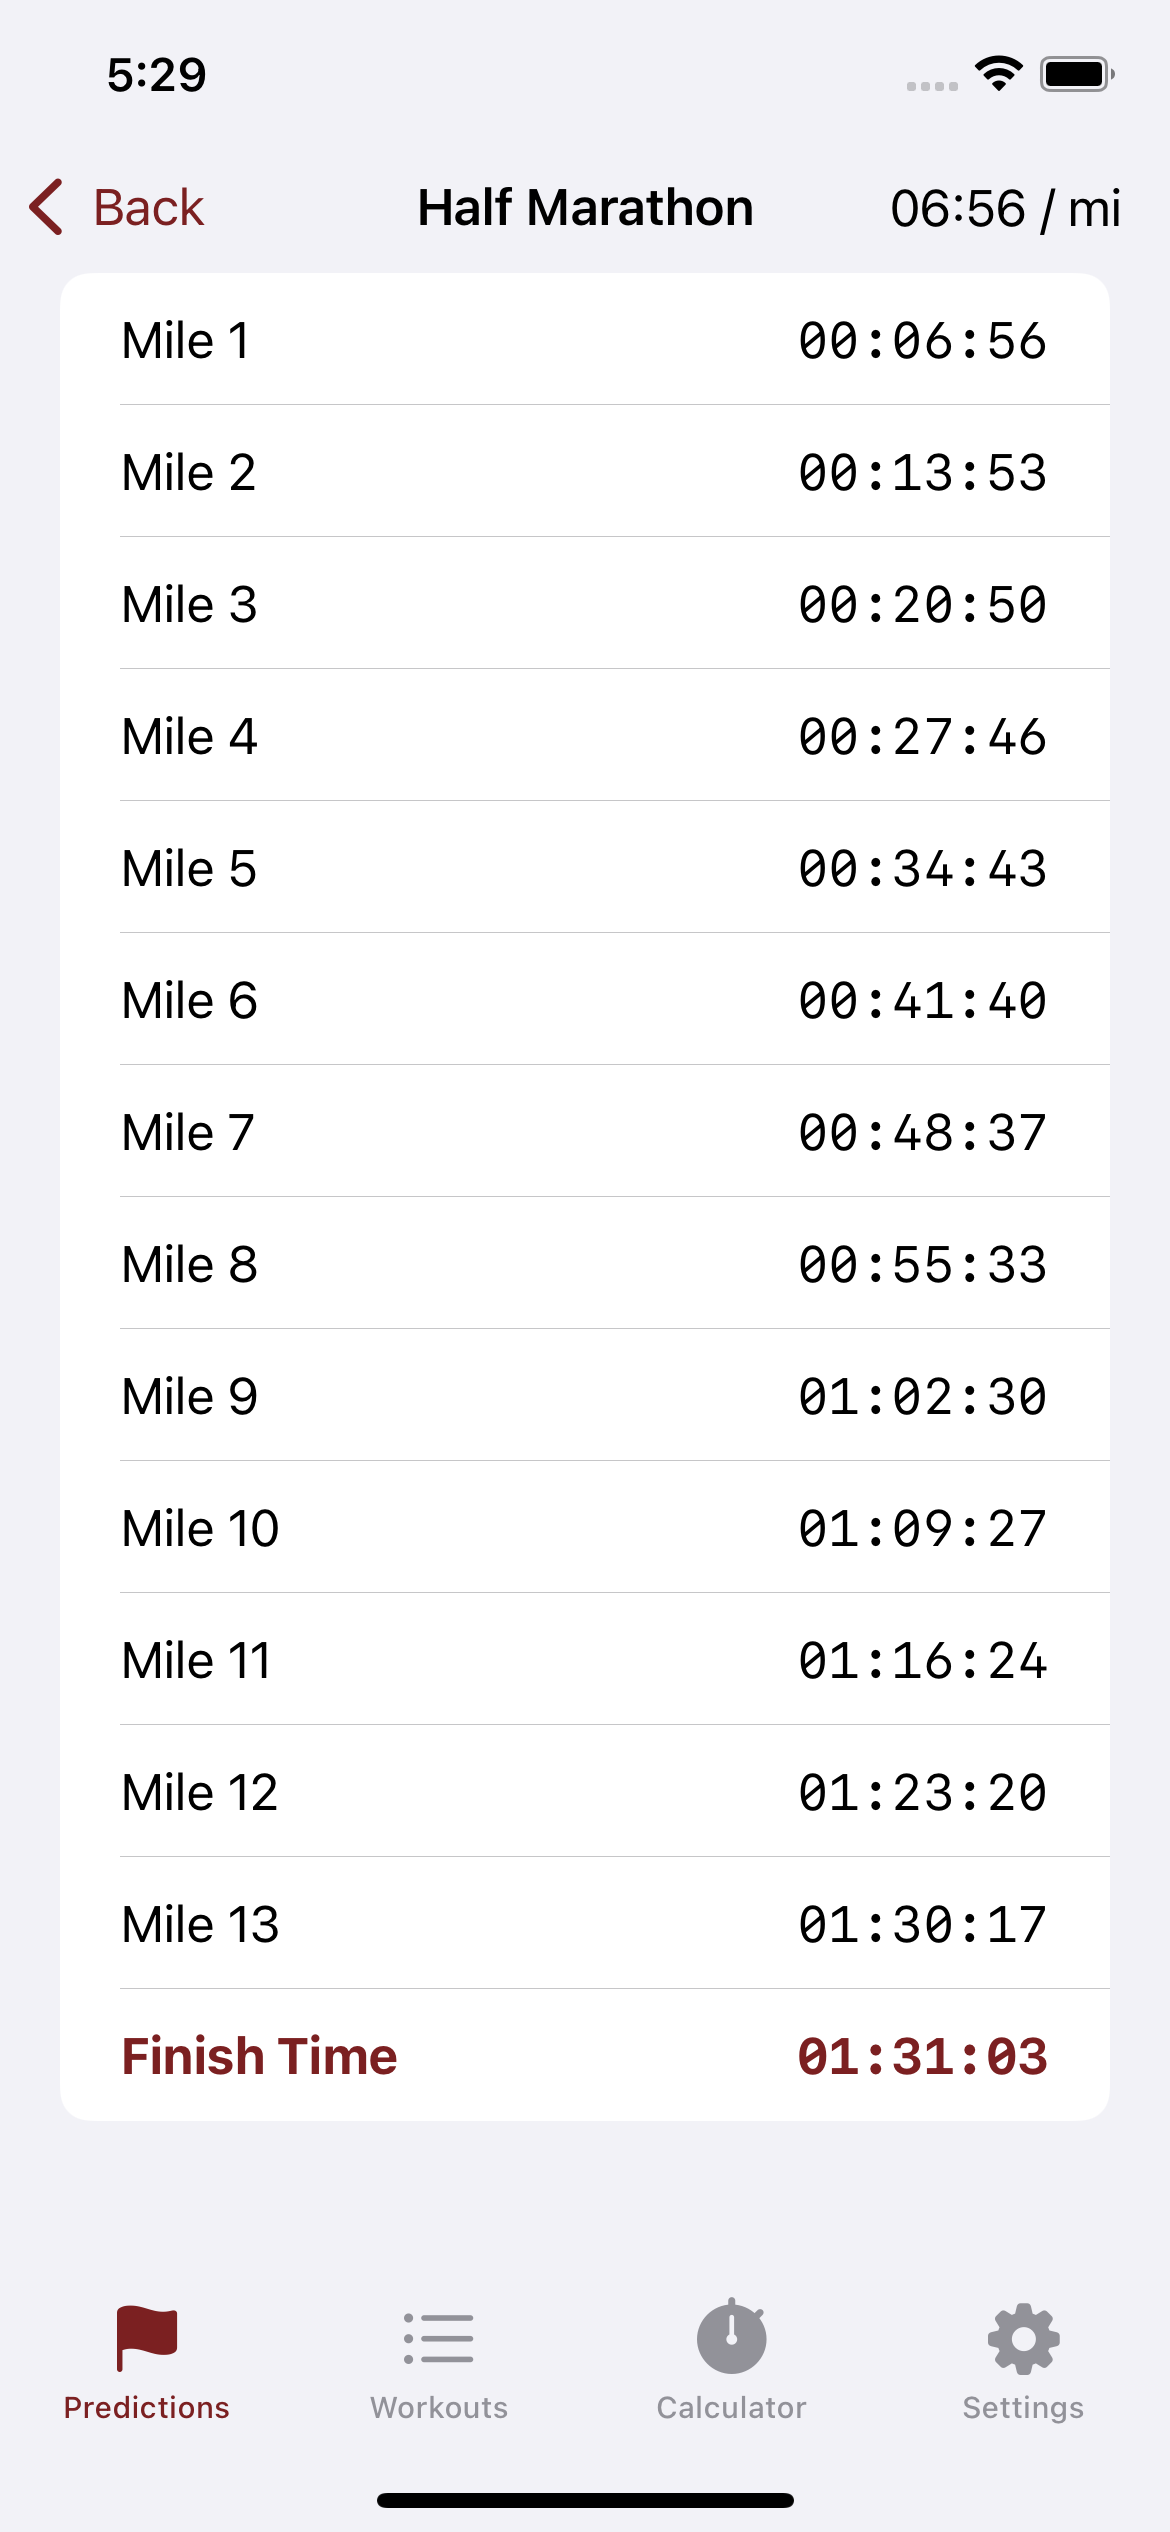 5:29
Back Half Marathon 06:56 / mi
Mile 1 00:06:56
Mile 2 00:13:53
Mile 3 00:20:50
Mile 4 00:27:46
Mile 5 00:34:43
Mile 6 00:41:40
Mile 7 00:48:37
Mile 8 00:55:33
Mile 9 01:02:30
Mile 10 01:09:27
Mile 11 01:16:24
Mile 12 01:23:20
Mile 13 01:30:17
Finish Time 01:31:03
Predictions Workouts Calculator Settings